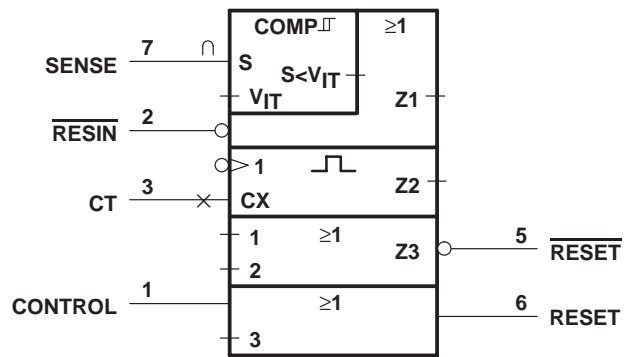 COMP ≥1
7 ∩
SENSE S
S<VIT
VIT Z1
2
RESIN
1
Z2
3
CT CX
1 ≥1
Z3 5
RESET
2
1
CONTROL ≥1 6
RESET
3